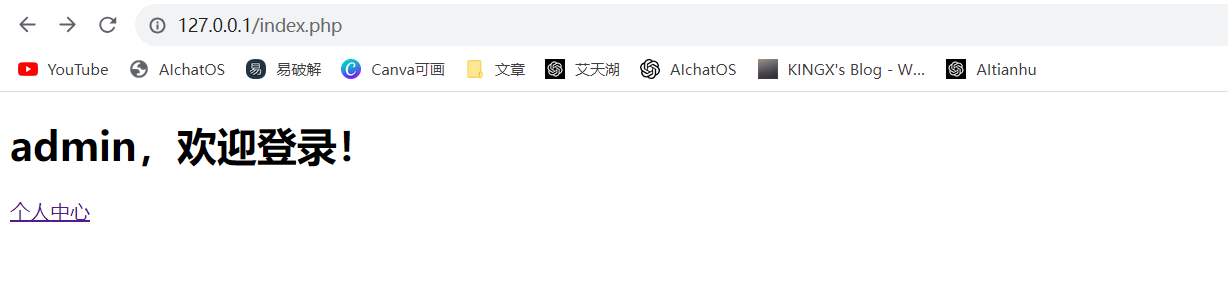 127.0.0.1/index.php
YouTube AIchatOS 易破解 Canva可画 文章 艾天湖 AIchatOS KINGX's Blog - W... AItianhu
admin，欢迎登录！
个人中心